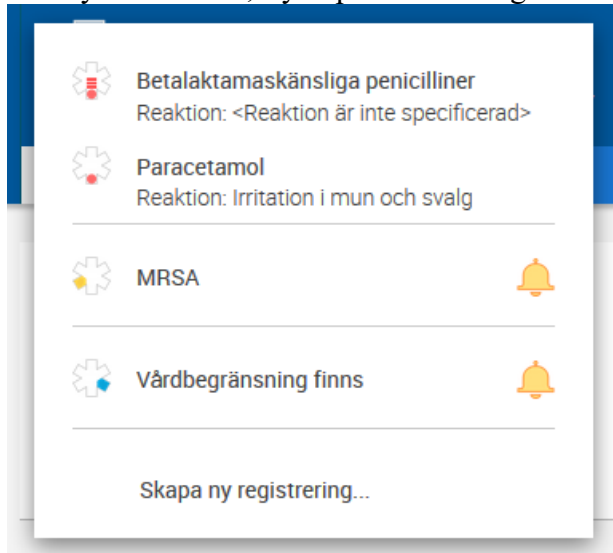 Betalaktamaskänsliga penicilliner
Reaktion: <Reaktion är inte specificerad>
Paracetamol
Reaktion: Irritation i mun och svalg
MRSA
Vårdbegränsning finns
Skapa ny registrering...